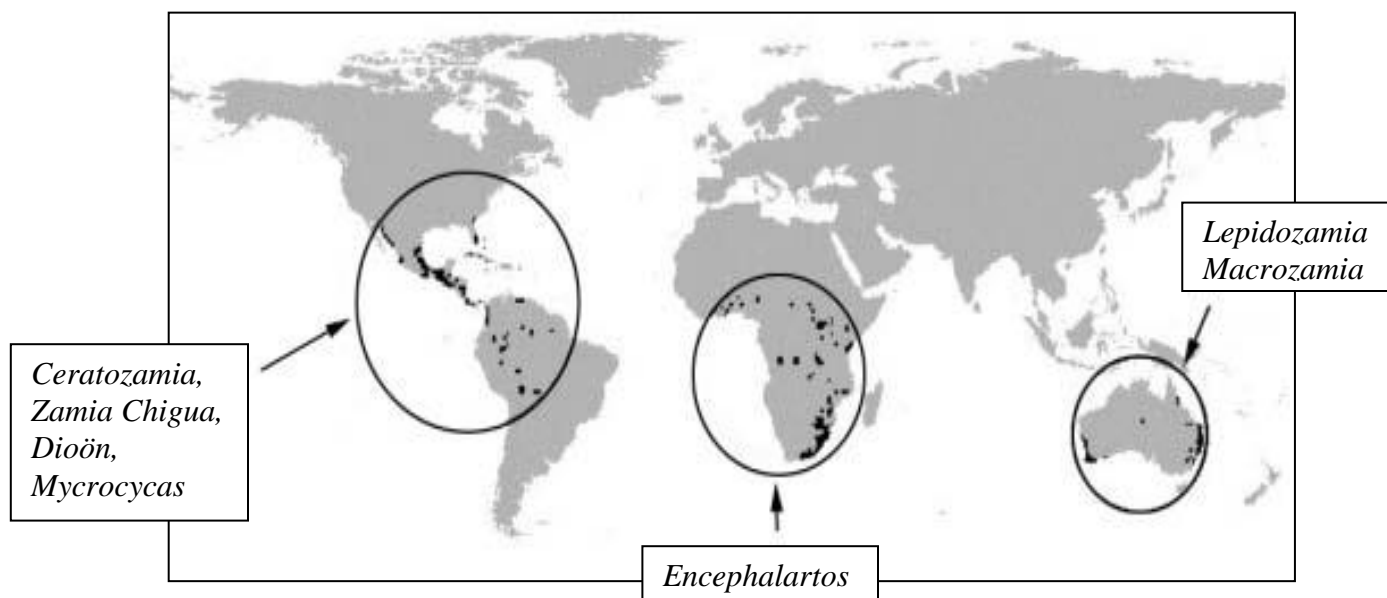 Lepidozamia
Macrozamia
Ceratozamia,
Zamia Chigua,
Dioön,
Mycrocycas
Encephalartos